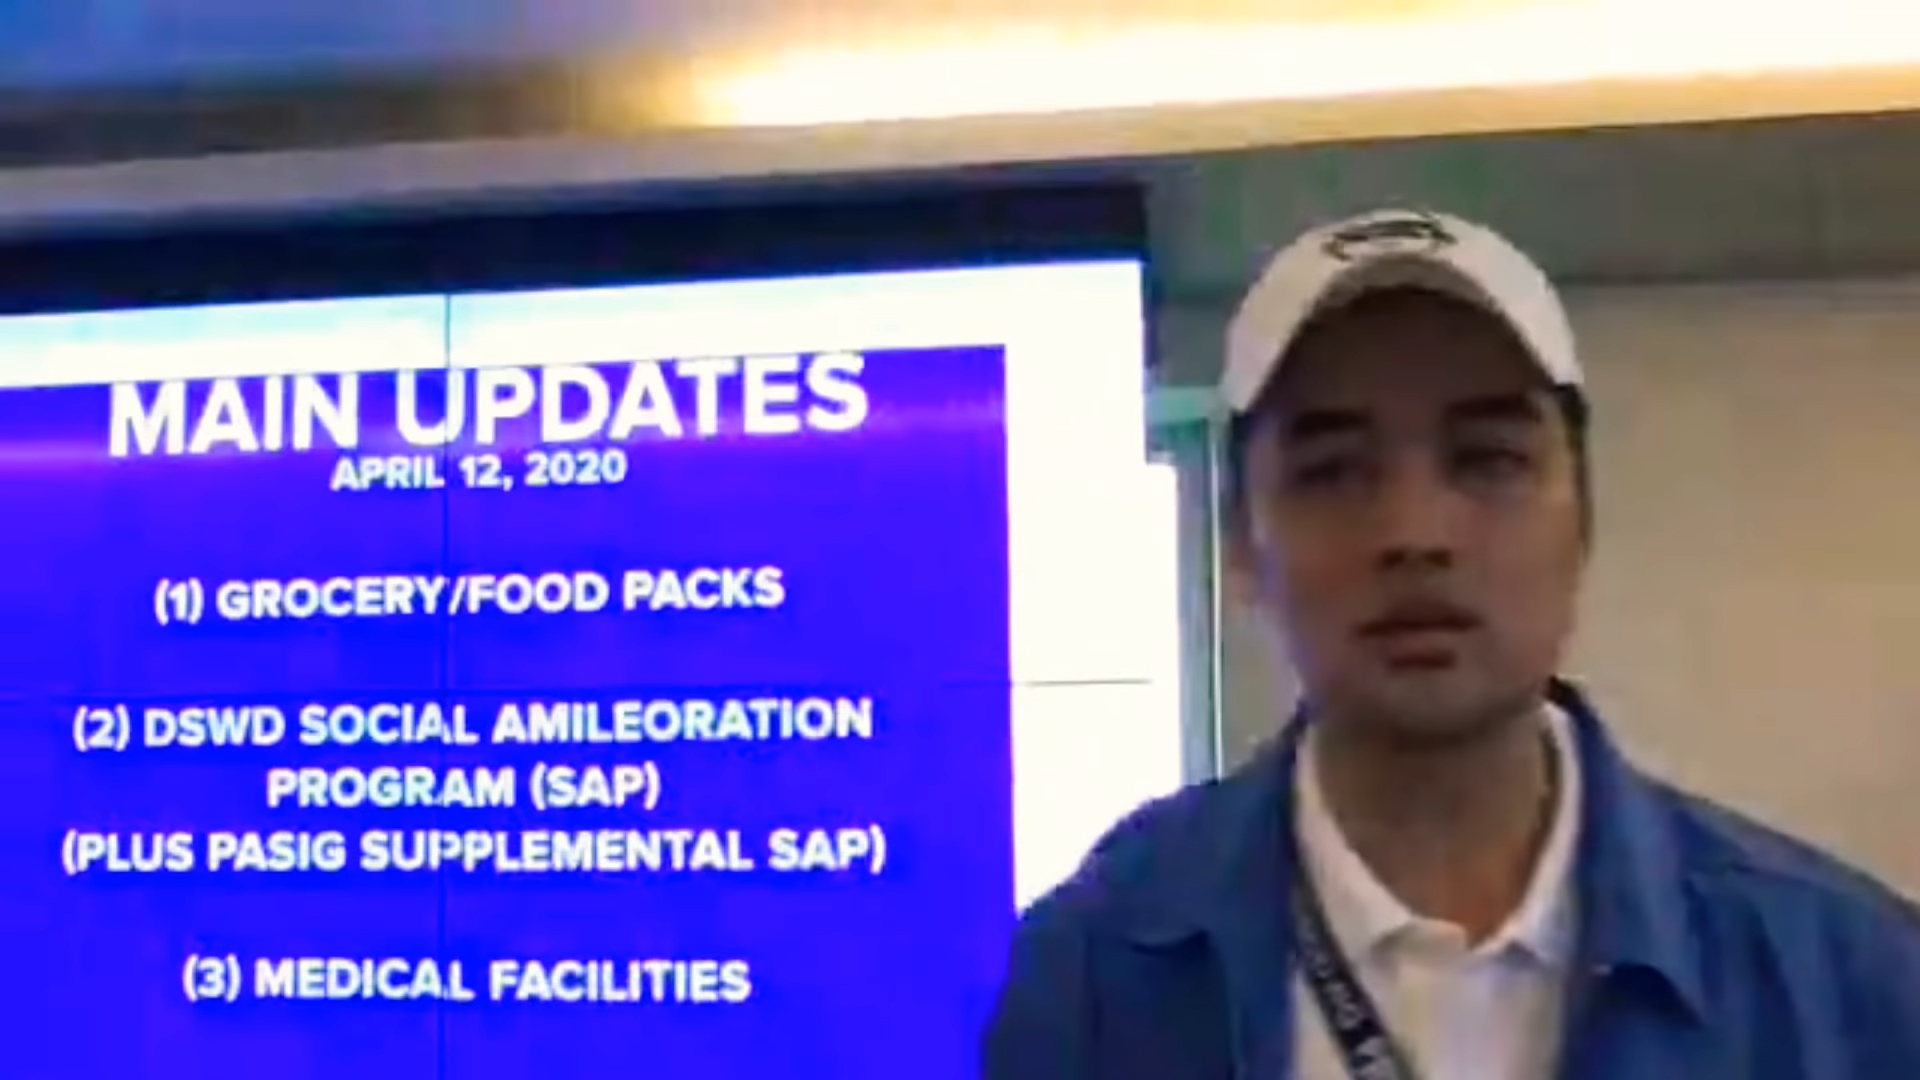 MAIN UPDATES
APRIL 12, 2020
(1) GROCERY/FOOD PACKS
(2) DSWD SOCIAL AMILEORATION
PROGRAM (SAP)
(PLUS PASIG SUPPLEMENTAL SAP)
(3) MEDICAL FACILITIES